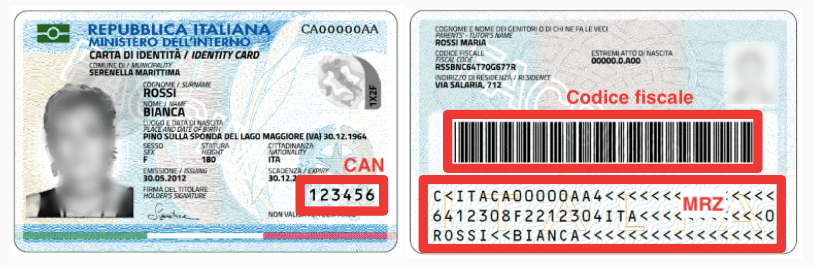 REPUBBLICA ITALIANA
CA00000AA
MINISTERO DELL'INTERNO
CARTA DI IDENTITÀ / IDENTITY CARD
COMUNE DI / MUNICIPALITY
SERENELLA MARITTIMA
COGNOME / SURNAME
ROSSI
NOME / NAME
BIANCA
LUOGO E DATA DI NASCITA
PLACE AND DATE OF BIRTH
PINO SULLA SPONDA DEL LAGO MAGGIORE (VA) 30.12.1964
SESSO STATURA CITTADINANZA
SEX HEIGHT NATIONALITY
F 180 ITA
EMISSIONE / ISSUING SCADENZA / EXPIRY
30.05.2012 30.12.2
FIRMA DEL TITOLARE
HOLDER'S SIGNATURE
NON VALI
1X2F
CAN
123456
COGNOME E NOME DEI GENITORI O DI CHI NE FA LE VECI
PARENTS' - TUTOR'S NAME
ROSSI MARIA
CODICE FISCALE ESTREMI ATTO DI NASCITA
FISCAL CODE 00000.0.A00
RSSBNC64T70G677R
INDIRIZZO DI RESIDENZA / RESIDENCE
VIA SALARIA, 712
Codice fiscale
MRZ
C<ITACA00000AA4<<<<<<<<<<<
6412308F2212304ITA<<<<<<<0
ROSSI<<BIANCA<<<<<<<<<<<<<<<<<